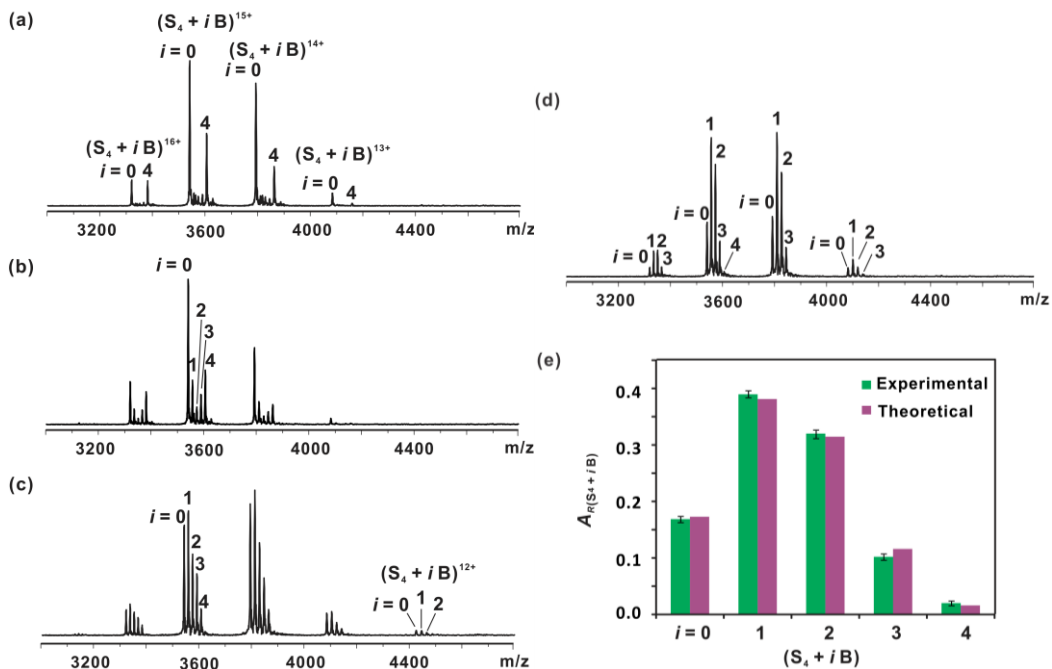 (a)
(S₄ + i B)¹⁵⁺
i = 0
(S₄ + i B)¹⁴⁺
i = 0
4
(S₄ + i B)¹⁶⁺
i = 0 4
4
(S₄ + i B)¹³⁺
i = 0
4
3200 3600 4000 4400 m/z
(b)
i = 0
2
3
1
4
3200 3600 4000 4400 m/z
(c)
1
i = 0
2
3
4
(S₄ + i B)¹²⁺
i = 0 1 2
3200 3600 4000 4400 m/z
(d)
1 1
2 2
i = 0 i = 0
1 2
i = 0 3
3 4
3
i = 0 1 2
3
3200 3600 4000 4400 m/z
(e)
Experimental
Theoretical
0.4
0.3
0.2
0.1
0.0
A_R(S⁴ + i B)
i = 0 1 2 3 4
(S₄ + i B)